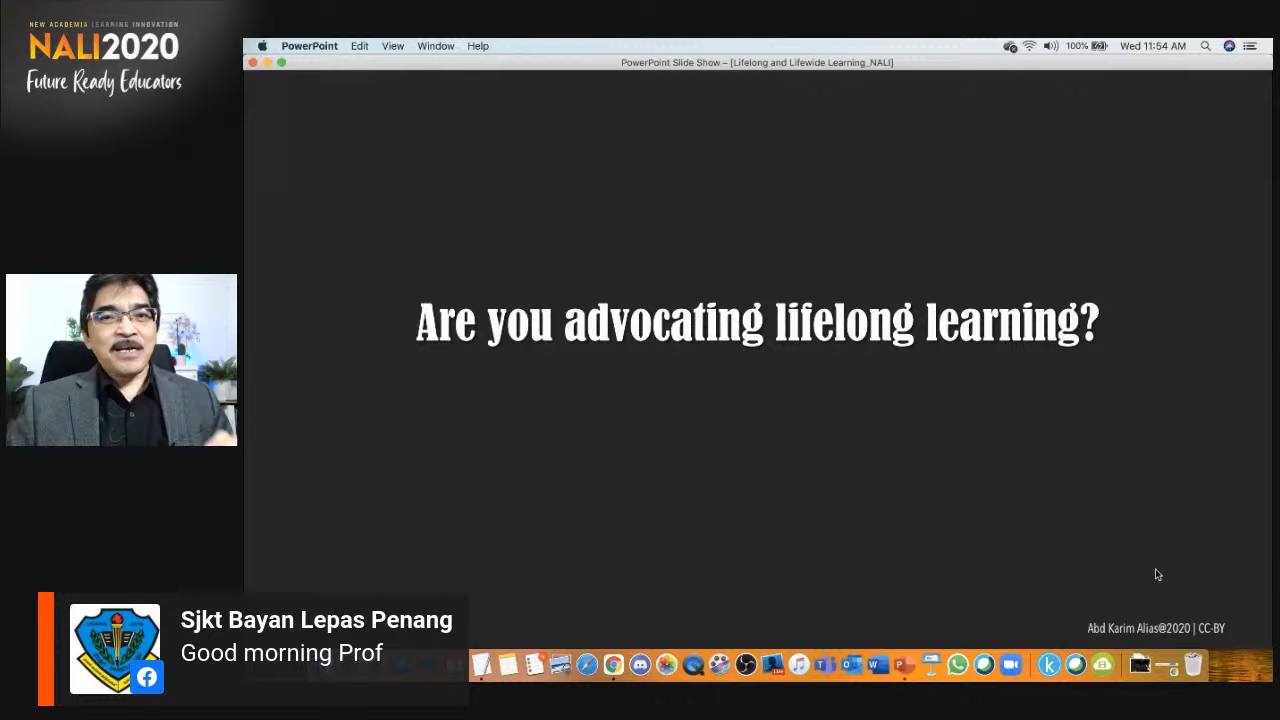 NEW ACADEMIA LEARNING INNOVATION
NALI2020
Future Ready Educators
PowerPoint Edit View Window Help
100% Wed 11:54 AM
PowerPoint Slide Show – [Lifelong and Lifewide Learning_NALI]
Are you advocating lifelong learning?
Abd Karim Alias@2020 | CC-BY
Sjkt Bayan Lepas Penang
Good morning Prof